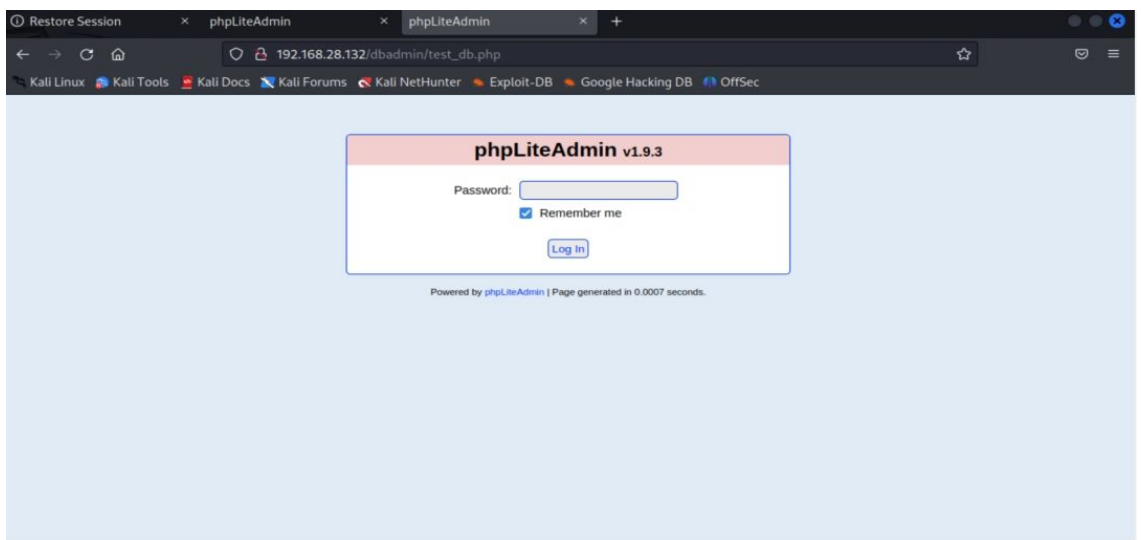 Restore Session phpLiteAdmin phpLiteAdmin
192.168.28.132/dbadmin/test_db.php
Kali Linux Kali Tools Kali Docs Kali Forums Kali NetHunter Exploit-DB Google Hacking DB OffSec
phpLiteAdmin v1.9.3
Password:
Remember me
Log In
Powered by phpLiteAdmin | Page generated in 0.0007 seconds.